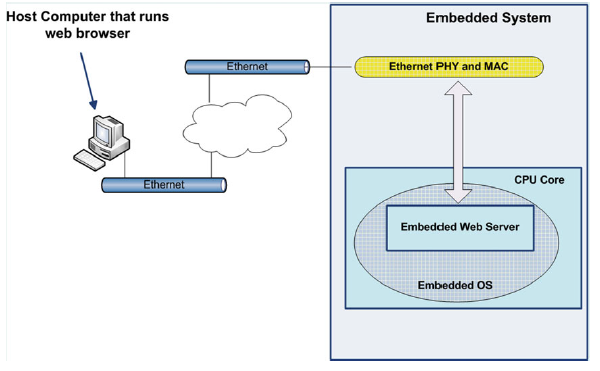 Host Computer that runs
web browser
Embedded System
Ethernet
Ethernet PHY and MAC
Ethernet
CPU Core
Embedded Web Server
Embedded OS